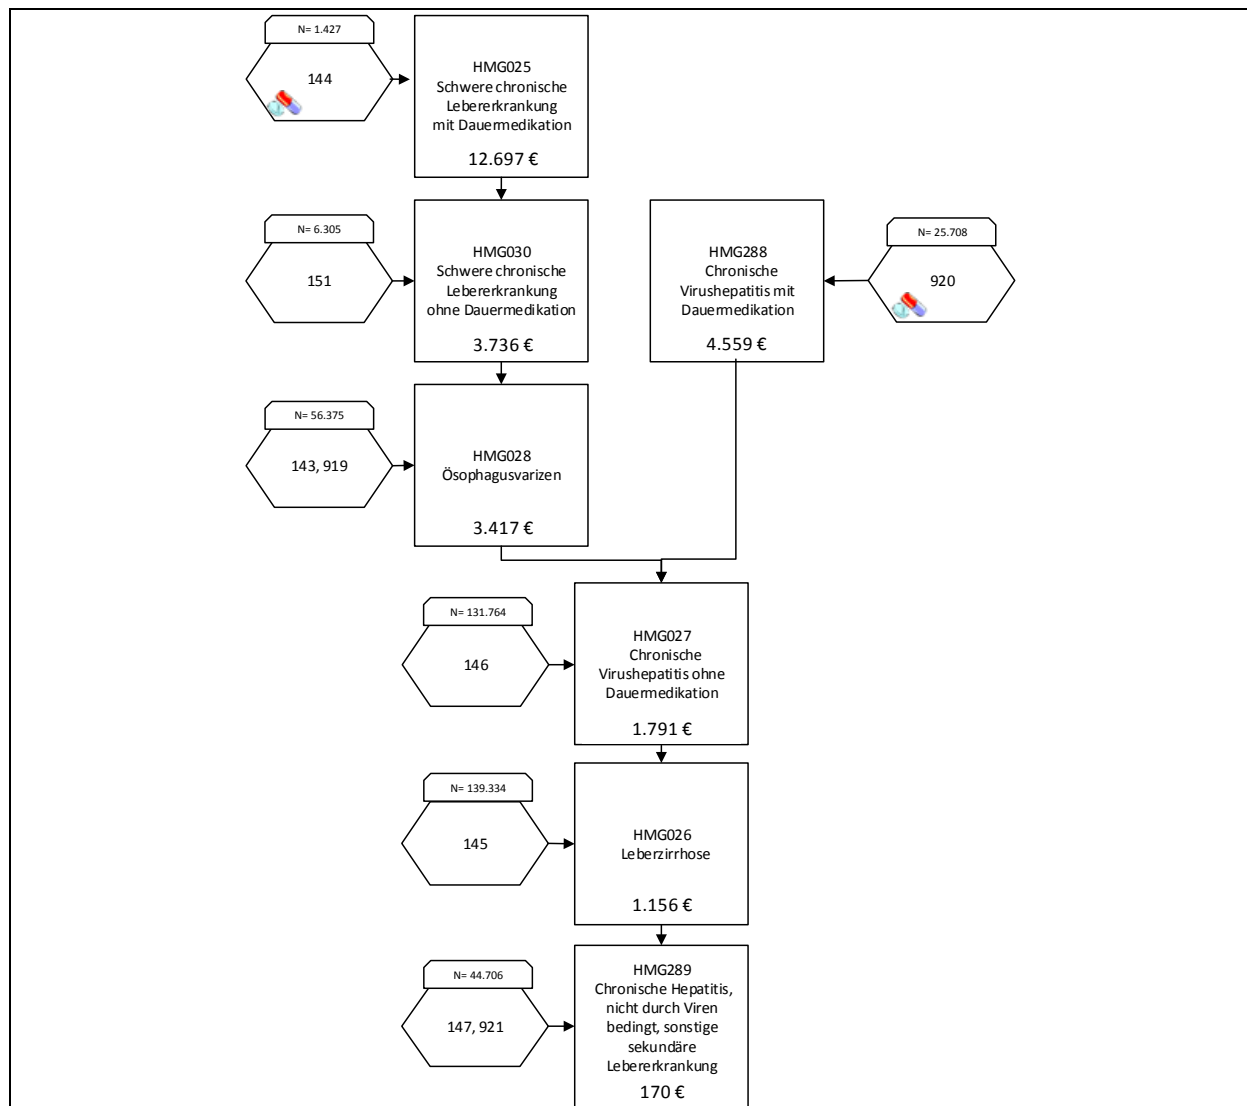 N= 1.427
144
HMG025
Schwere chronische
Lebererkrankung
mit Dauermedikation
12.697 €
N= 6.305
151
HMG030
Schwere chronische
Lebererkrankung
ohne Dauermedikation
3.736 €
HMG288
Chronische
Virushepatitis mit
Dauermedikation
4.559 €
N= 25.708
920
N= 56.375
143, 919
HMG028
Ösophagusvarizen
3.417 €
N= 131.764
146
HMG027
Chronische
Virushepatitis ohne
Dauermedikation
1.791 €
N= 139.334
145
HMG026
Leberzirrhose
1.156 €
N= 44.706
147, 921
HMG289
Chronische Hepatitis,
nicht durch Viren
bedingt, sonstige
sekundäre
Lebererkrankung
170 €